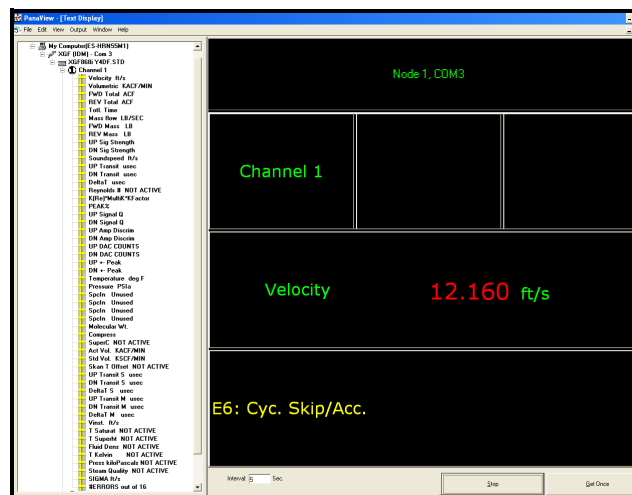 PanaView - [Text Display]
File Edit View Output Window Help
My Computer(ES-HRN55M1)
XGF (IDM) - Com 3
XGF868i Y4DF.STD
Channel 1
Velocity ft/s
Volumetric KACF/MIN
FWD Total ACF
REV Total ACF
Totl. Time
Mass flow LB/SEC
FWD Mass LB
REV Mass LB
UP Sig Strength
DN Sig Strength
Soundspeed ft/s
UP Transit usec
DN Transit usec
DeltaT usec
Reynolds # NOT ACTIVE
K(Re)*MultiK*KFactor
PEAK%
UP Signal Q
DN Signal Q
UP Amp Discrim
DN Amp Discrim
UP DAC COUNTS
DN DAC COUNTS
UP +- Peak
DN +- Peak
Temperature deg F
Pressure PSIa
SpcIn Unused
SpcIn Unused
SpcIn Unused
SpcIn Unused
Molecular Wt.
Compress
SuperC NOT ACTIVE
Act Vol. KACF/MIN
Std Vol. KSCF/MIN
Skan T Offset NOT ACTIVE
UP Transit S usec
DN Transit S usec
DeltaT S usec
UP Transit M usec
DN Transit M usec
DeltaT M usec
Vinst. ft/s
T Saturat NOT ACTIVE
T Superht NOT ACTIVE
Fluid Dens NOT ACTIVE
T Kelvin NOT ACTIVE
Press kiloPascals NOT ACTIVE
Steam Quality NOT ACTIVE
SIGMA ft/s
#ERRORS out of 16
Node 1, COM3
Channel 1
Velocity 12.160 ft/s
E6: Cyc. Skip/Acc.
Interval: 5 Sec.
Stop
Get Once